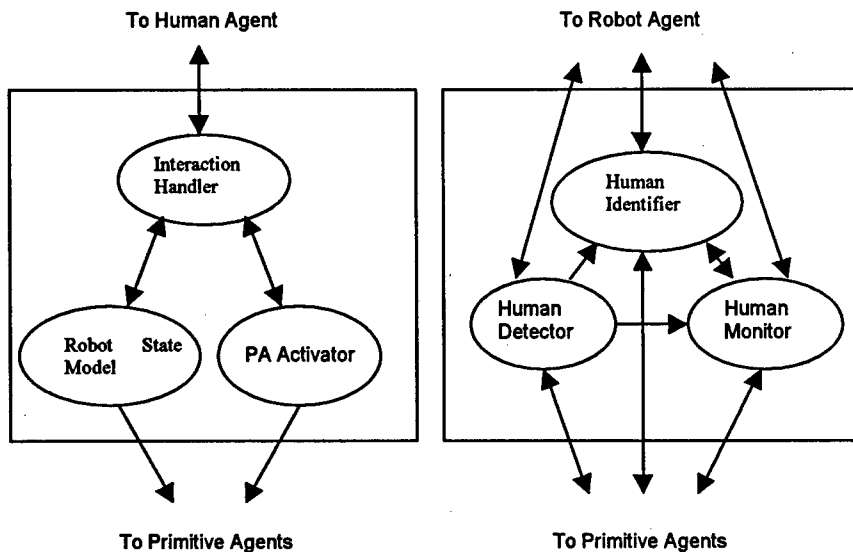 To Human Agent
To Robot Agent
Interaction
Handler
Human
Identifier
Robot State
Model
PA Activator
Human
Detector
Human
Monitor
To Primitive Agents
To Primitive Agents